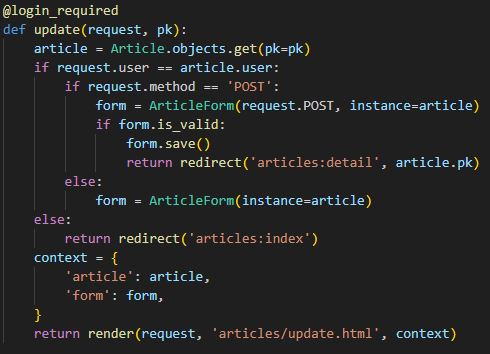 @login_required
def update(request, pk):
    article = Article.objects.get(pk=pk)
    if request.user == article.user:
        if request.method == 'POST':
            form = ArticleForm(request.POST, instance=article)
            if form.is_valid:
                form.save()
                return redirect('articles:detail', article.pk)
        else:
            form = ArticleForm(instance=article)
    else:
        return redirect('articles:index')
    context = {
        'article': article,
        'form': form,
    }
    return render(request, 'articles/update.html', context)